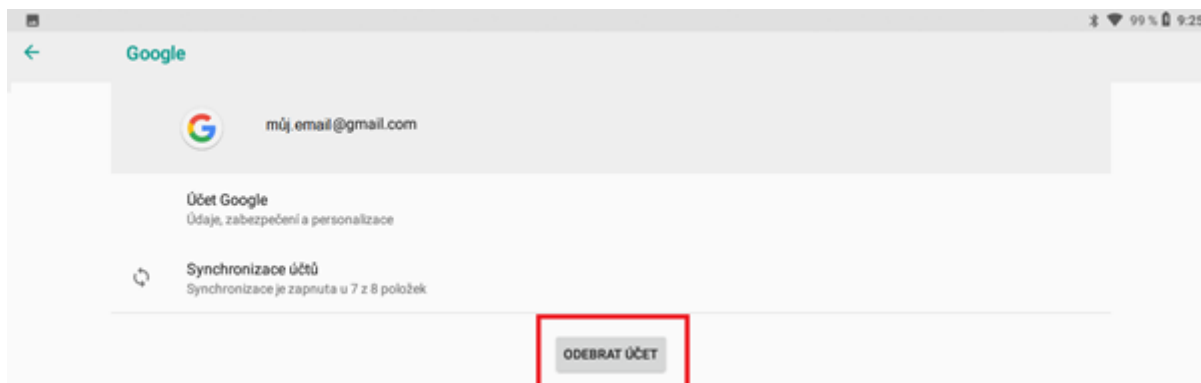 99 % 9:25
Google
můj.email@gmail.com
Účet Google
Údaje, zabezpečení a personalizace
Synchronizace účtů
Synchronizace je zapnuta u 7 z 8 položek
ODEBRAT ÚČET